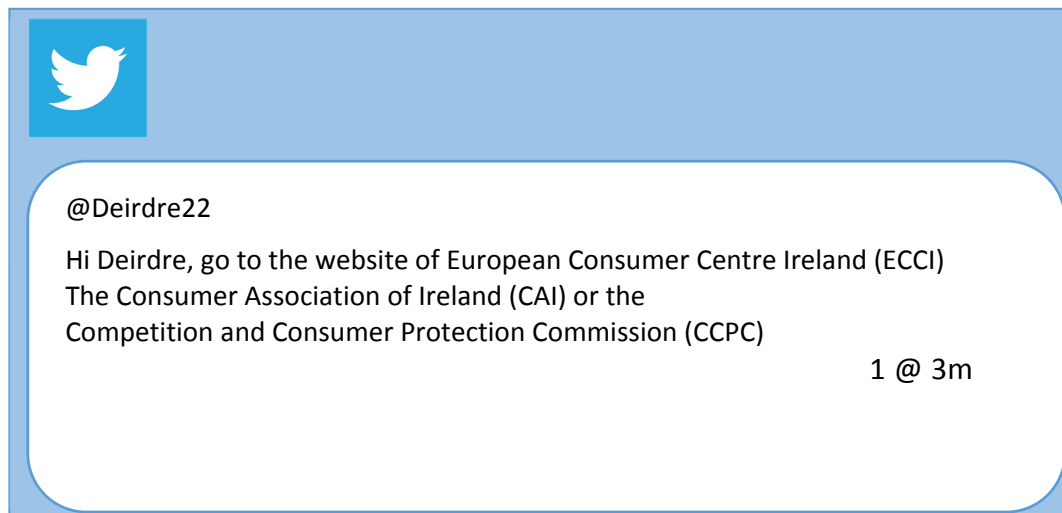 @Deirdre22
Hi Deirdre, go to the website of European Consumer Centre Ireland (ECCI)
The Consumer Association of Ireland (CAI) or the
Competition and Consumer Protection Commission (CCPC)
1 @ 3m